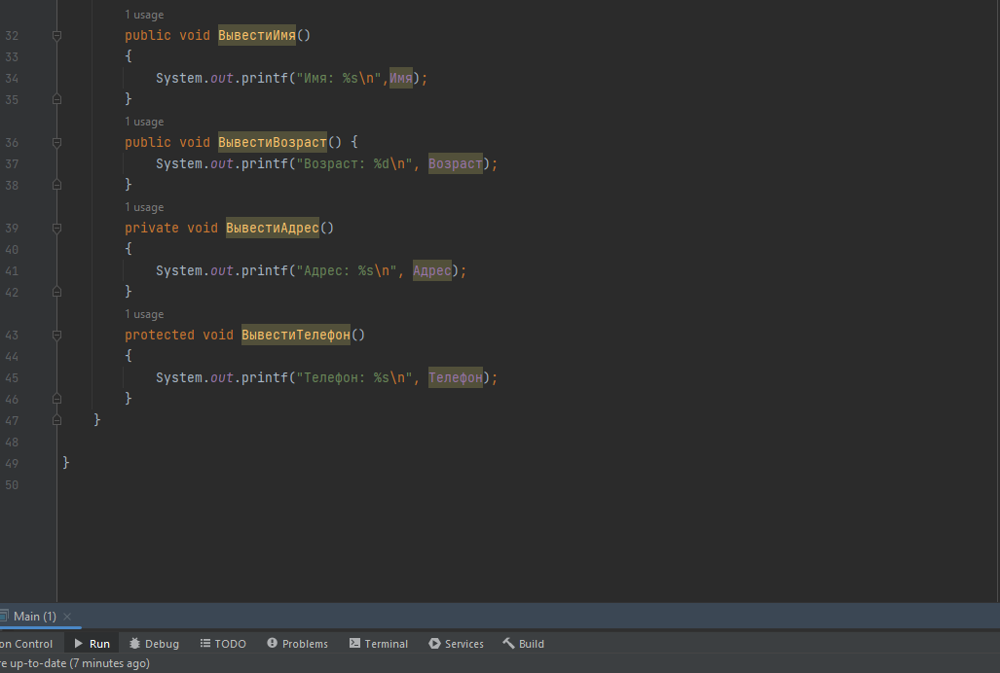 1 usage
32 public void ВывестиИмя()
33 {
34 System.out.printf("Имя: %s\n",Имя);
35 }
1 usage
36 public void ВывестиВозраст() {
37 System.out.printf("Возраст: %d\n", Возраст);
38 }
1 usage
39 private void ВывестиАдрес()
40 {
41 System.out.printf("Адрес: %s\n", Адрес);
42 }
1 usage
43 protected void ВывестиТелефон()
44 {
45 System.out.printf("Телефон: %s\n", Телефон);
46 }
47 }
48
49 }
50
Main (1)
on Control Run Debug TODO Problems Terminal Services Build
re up-to-date (7 minutes ago)